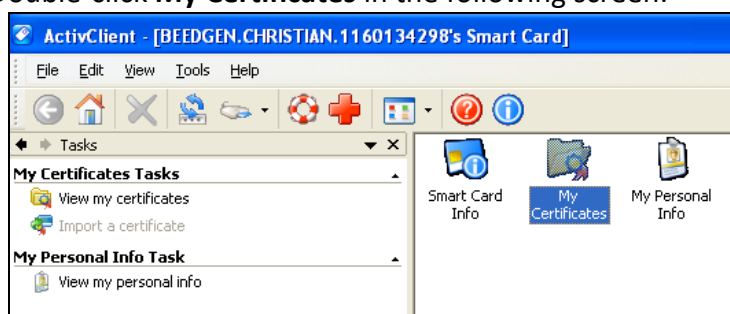 Double-click My Certificates in the following screen:
ActivClient - [BEEDGEN.CHRISTIAN.1160134298's Smart Card]
File Edit View Tools Help
Tasks
My Certificates Tasks
View my certificates
Import a certificate
My Personal Info Task
View my personal info
Smart Card
Info
My
Certificates
My Personal
Info